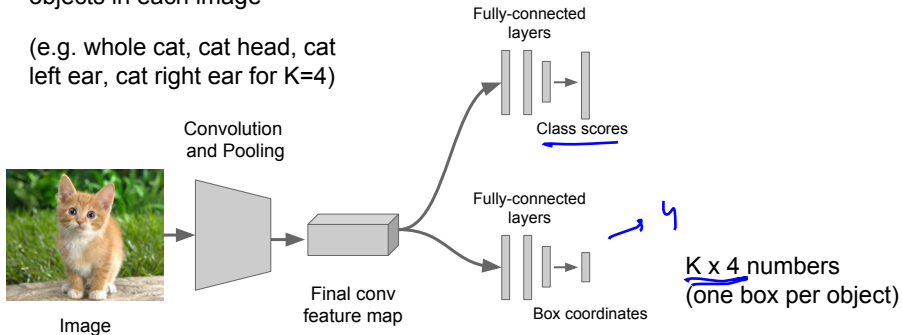 objects in each image
(e.g. whole cat, cat head, cat
left ear, cat right ear for K=4)
Fully-connected
layers
Class scores
Convolution
and Pooling
Fully-connected
layers
4
K x 4 numbers
(one box per object)
Final conv
feature map
Box coordinates
Image